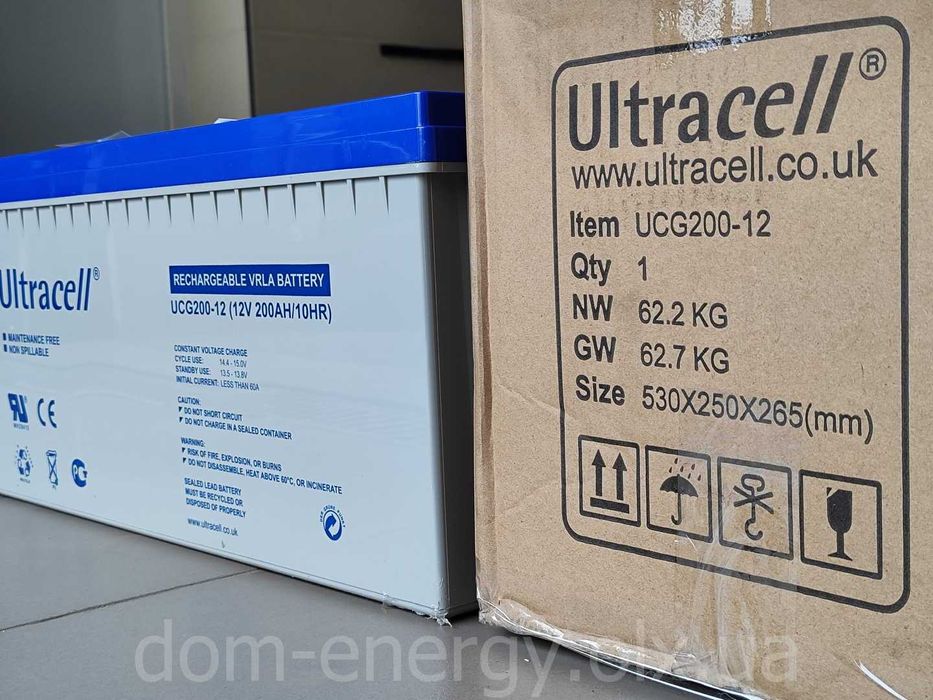 Ultracell®
MAINTENANCE FREE
NON SPILLABLE
RECHARGEABLE VRLA BATTERY
UCG200-12 (12V 200AH/10HR)
CONSTANT VOLTAGE CHARGE
CYCLE USE: 14.4 - 15.0V
STANDBY USE: 13.5 - 13.8V
INITIAL CURRENT: LESS THAN 60A
CAUTION:
DO NOT SHORT CIRCUIT
DO NOT CHARGE IN A SEALED CONTAINER
WARNING:
RISK OF FIRE, EXPLOSION, OR BURNS
DO NOT DISASSEMBLE, HEAT ABOVE 60°C, OR INCINERATE
SEALED LEAD BATTERY
MUST BE RECYCLED OR
DISPOSED OF PROPERLY
www.ultracell.co.uk
DER GRÜNE PUNKT
Ultracell®
www.ultracell.co.uk
Item UCG200-12
Qty 1
NW 62.2 KG
GW 62.7 KG
Size 530X250X265(mm)
dom-energy.olx.ua